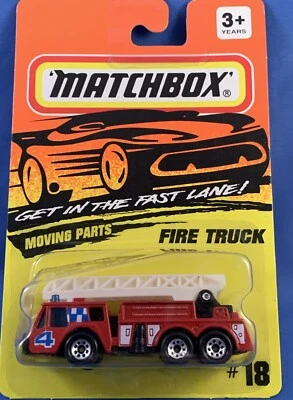 3+
YEARS
MATCHBOX®
GET IN THE FAST LANE!
MOVING PARTS
FIRE TRUCK
4
# 18